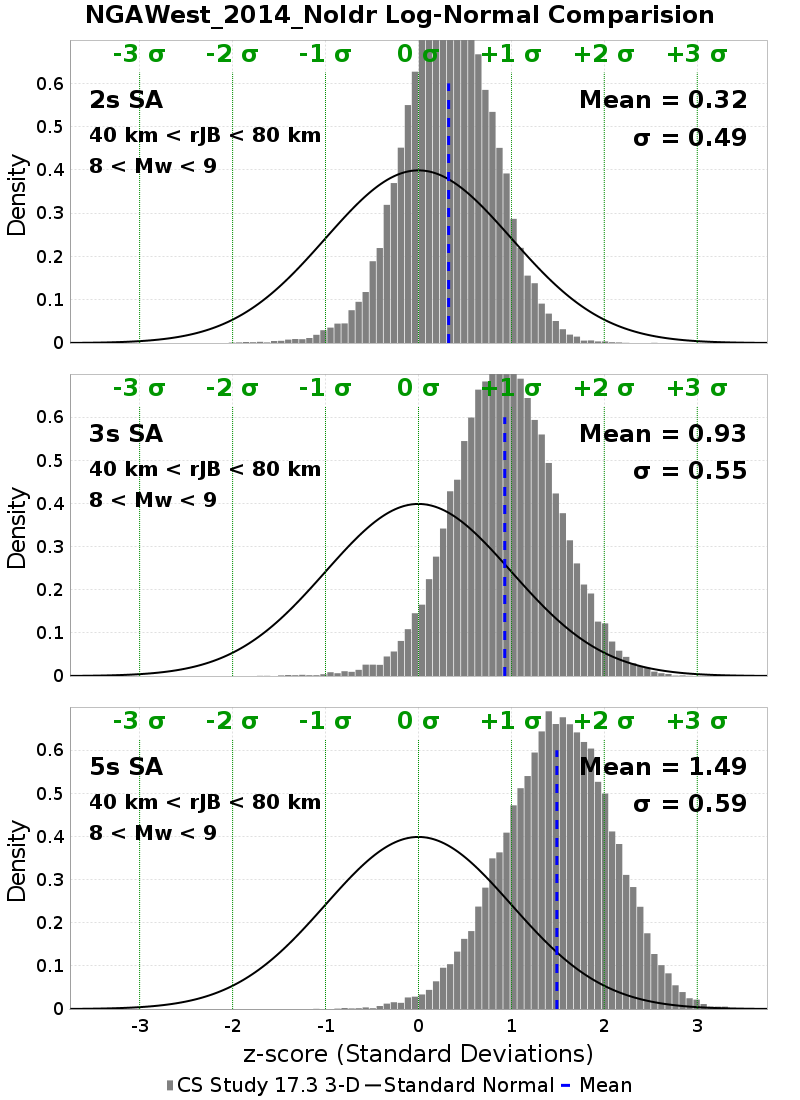 NGAWest_2014_NoIdr Log-Normal Comparision
-3 σ -2 σ -1 σ 0 σ +1 σ +2 σ +3 σ
2s SA
Mean = 0.32
40 km < rJB < 80 km
σ = 0.49
8 < Mw < 9
0.6
0.5
0.4
0.3
0.2
0.1
0
Density
-3 σ -2 σ -1 σ 0 σ +1 σ +2 σ +3 σ
3s SA
Mean = 0.93
40 km < rJB < 80 km
σ = 0.55
8 < Mw < 9
0.6
0.5
0.4
0.3
0.2
0.1
0
Density
-3 σ -2 σ -1 σ 0 σ +1 σ +2 σ +3 σ
5s SA
Mean = 1.49
40 km < rJB < 80 km
σ = 0.59
8 < Mw < 9
0.6
0.5
0.4
0.3
0.2
0.1
0
Density
-3 -2 -1 0 1 2 3
z-score (Standard Deviations)
CS Study 17.3 3-D Standard Normal Mean